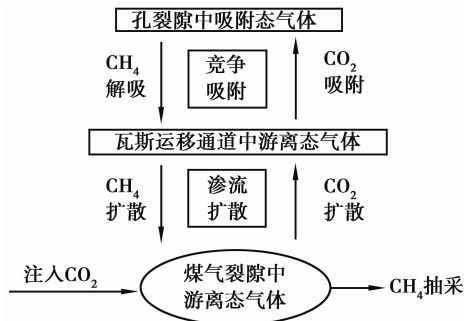 孔裂隙中吸附态气体
CH₄
解吸
竞争
吸附
CO₂
吸附
瓦斯运移通道中游离态气体
CH₄
扩散
渗流
扩散
CO₂
扩散
注入CO₂
煤气裂隙中
游离态气体
CH₄抽采